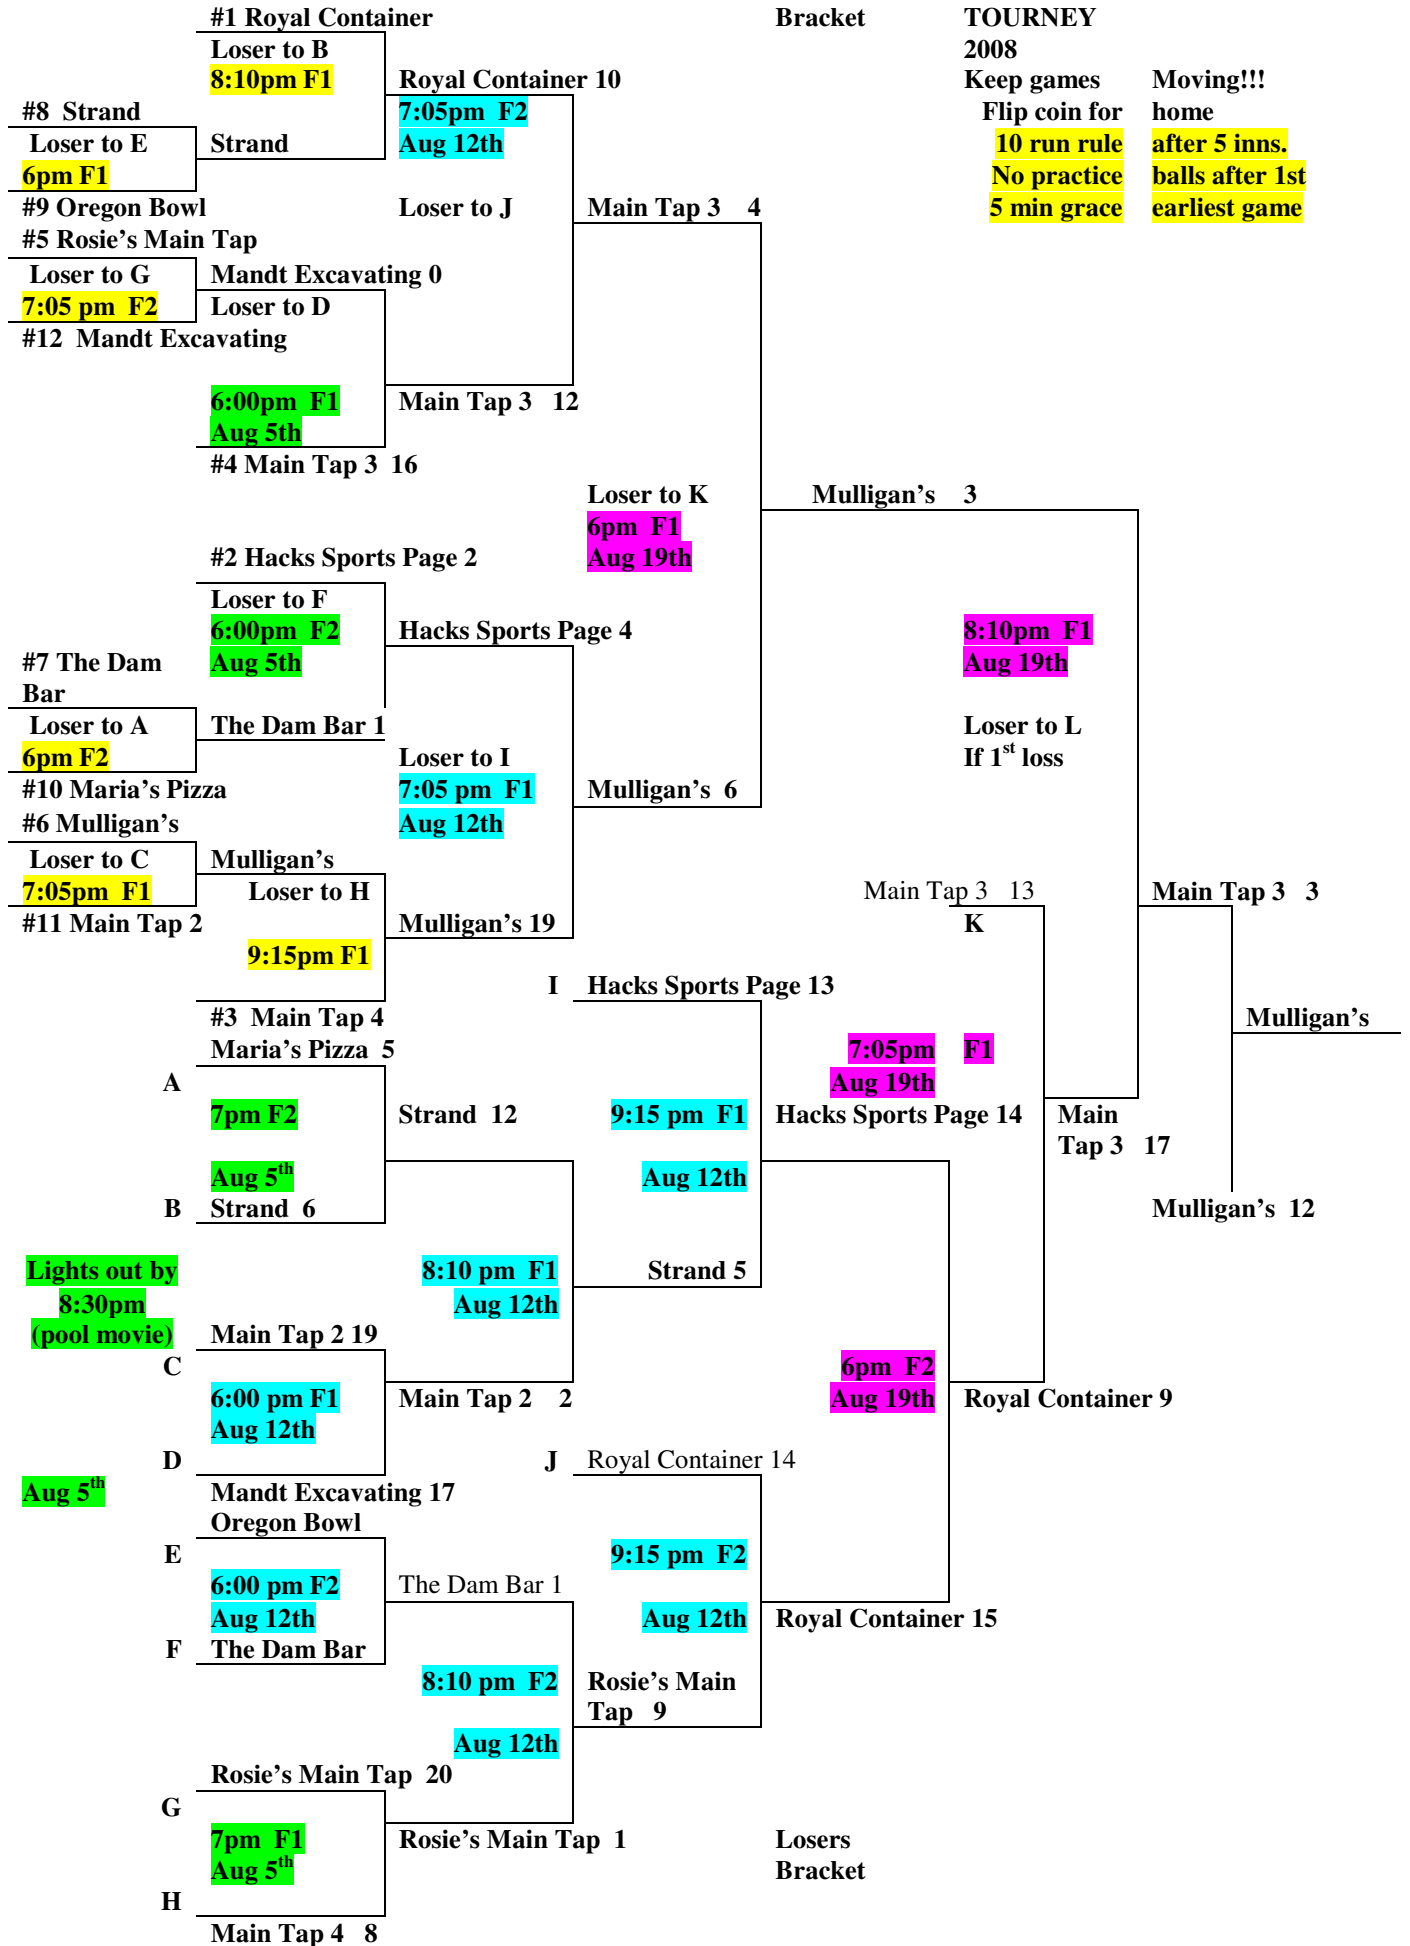 #1 Royal Container Bracket TOURNEY
Loser to B 2008
8:10pm F1 Royal Container 10 Keep games Moving!!!
#8 Strand 7:05pm F2 Flip coin for home
Loser to E Strand Aug 12th 10 run rule after 5 inns.
6pm F1 No practice balls after 1st
#9 Oregon Bowl Loser to J Main Tap 3 4 5 min grace earliest game
#5 Rosie's Main Tap
Loser to G Mandt Excavating 0
7:05 pm F2 Loser to D
#12 Mandt Excavating
6:00pm F1 Main Tap 3 12
Aug 5th
#4 Main Tap 3 16
Loser to K Mulligan's 3
6pm F1
#2 Hacks Sports Page 2 Aug 19th
Loser to F
6:00pm F2 Hacks Sports Page 4 8:10pm F1
#7 The Dam Aug 5th Aug 19th
Bar
Loser to A The Dam Bar 1 Loser to L
6pm F2 Loser to I If 1st loss
#10 Maria's Pizza 7:05 pm F1 Mulligan's 6
#6 Mulligan's Aug 12th
Loser to C Mulligan's
7:05pm F1 Loser to H Main Tap 3 13 Main Tap 3 3
#11 Main Tap 2 Mulligan's 19 K
9:15pm F1
I Hacks Sports Page 13
#3 Main Tap 4 Mulligan's
Maria's Pizza 5 7:05pm F1
A Aug 19th
7pm F2 Strand 12 9:15 pm F1 Hacks Sports Page 14 Main
Tap 3 17
Aug 5th Aug 12th
B Strand 6 Mulligan's 12
Lights out by 8:10 pm F1 Strand 5
8:30pm Aug 12th
(pool movie) Main Tap 2 19
C 6pm F2
6:00 pm F1 Main Tap 2 2 Aug 19th Royal Container 9
Aug 12th
D J Royal Container 14
Aug 5th Mandt Excavating 17
Oregon Bowl
E 9:15 pm F2
6:00 pm F2 The Dam Bar 1
Aug 12th Aug 12th Royal Container 15
F The Dam Bar
8:10 pm F2 Rosie's Main
Tap 9
Aug 12th
Rosie's Main Tap 20
G
7pm F1 Rosie's Main Tap 1 Losers
Aug 5th Bracket
H
Main Tap 4 8